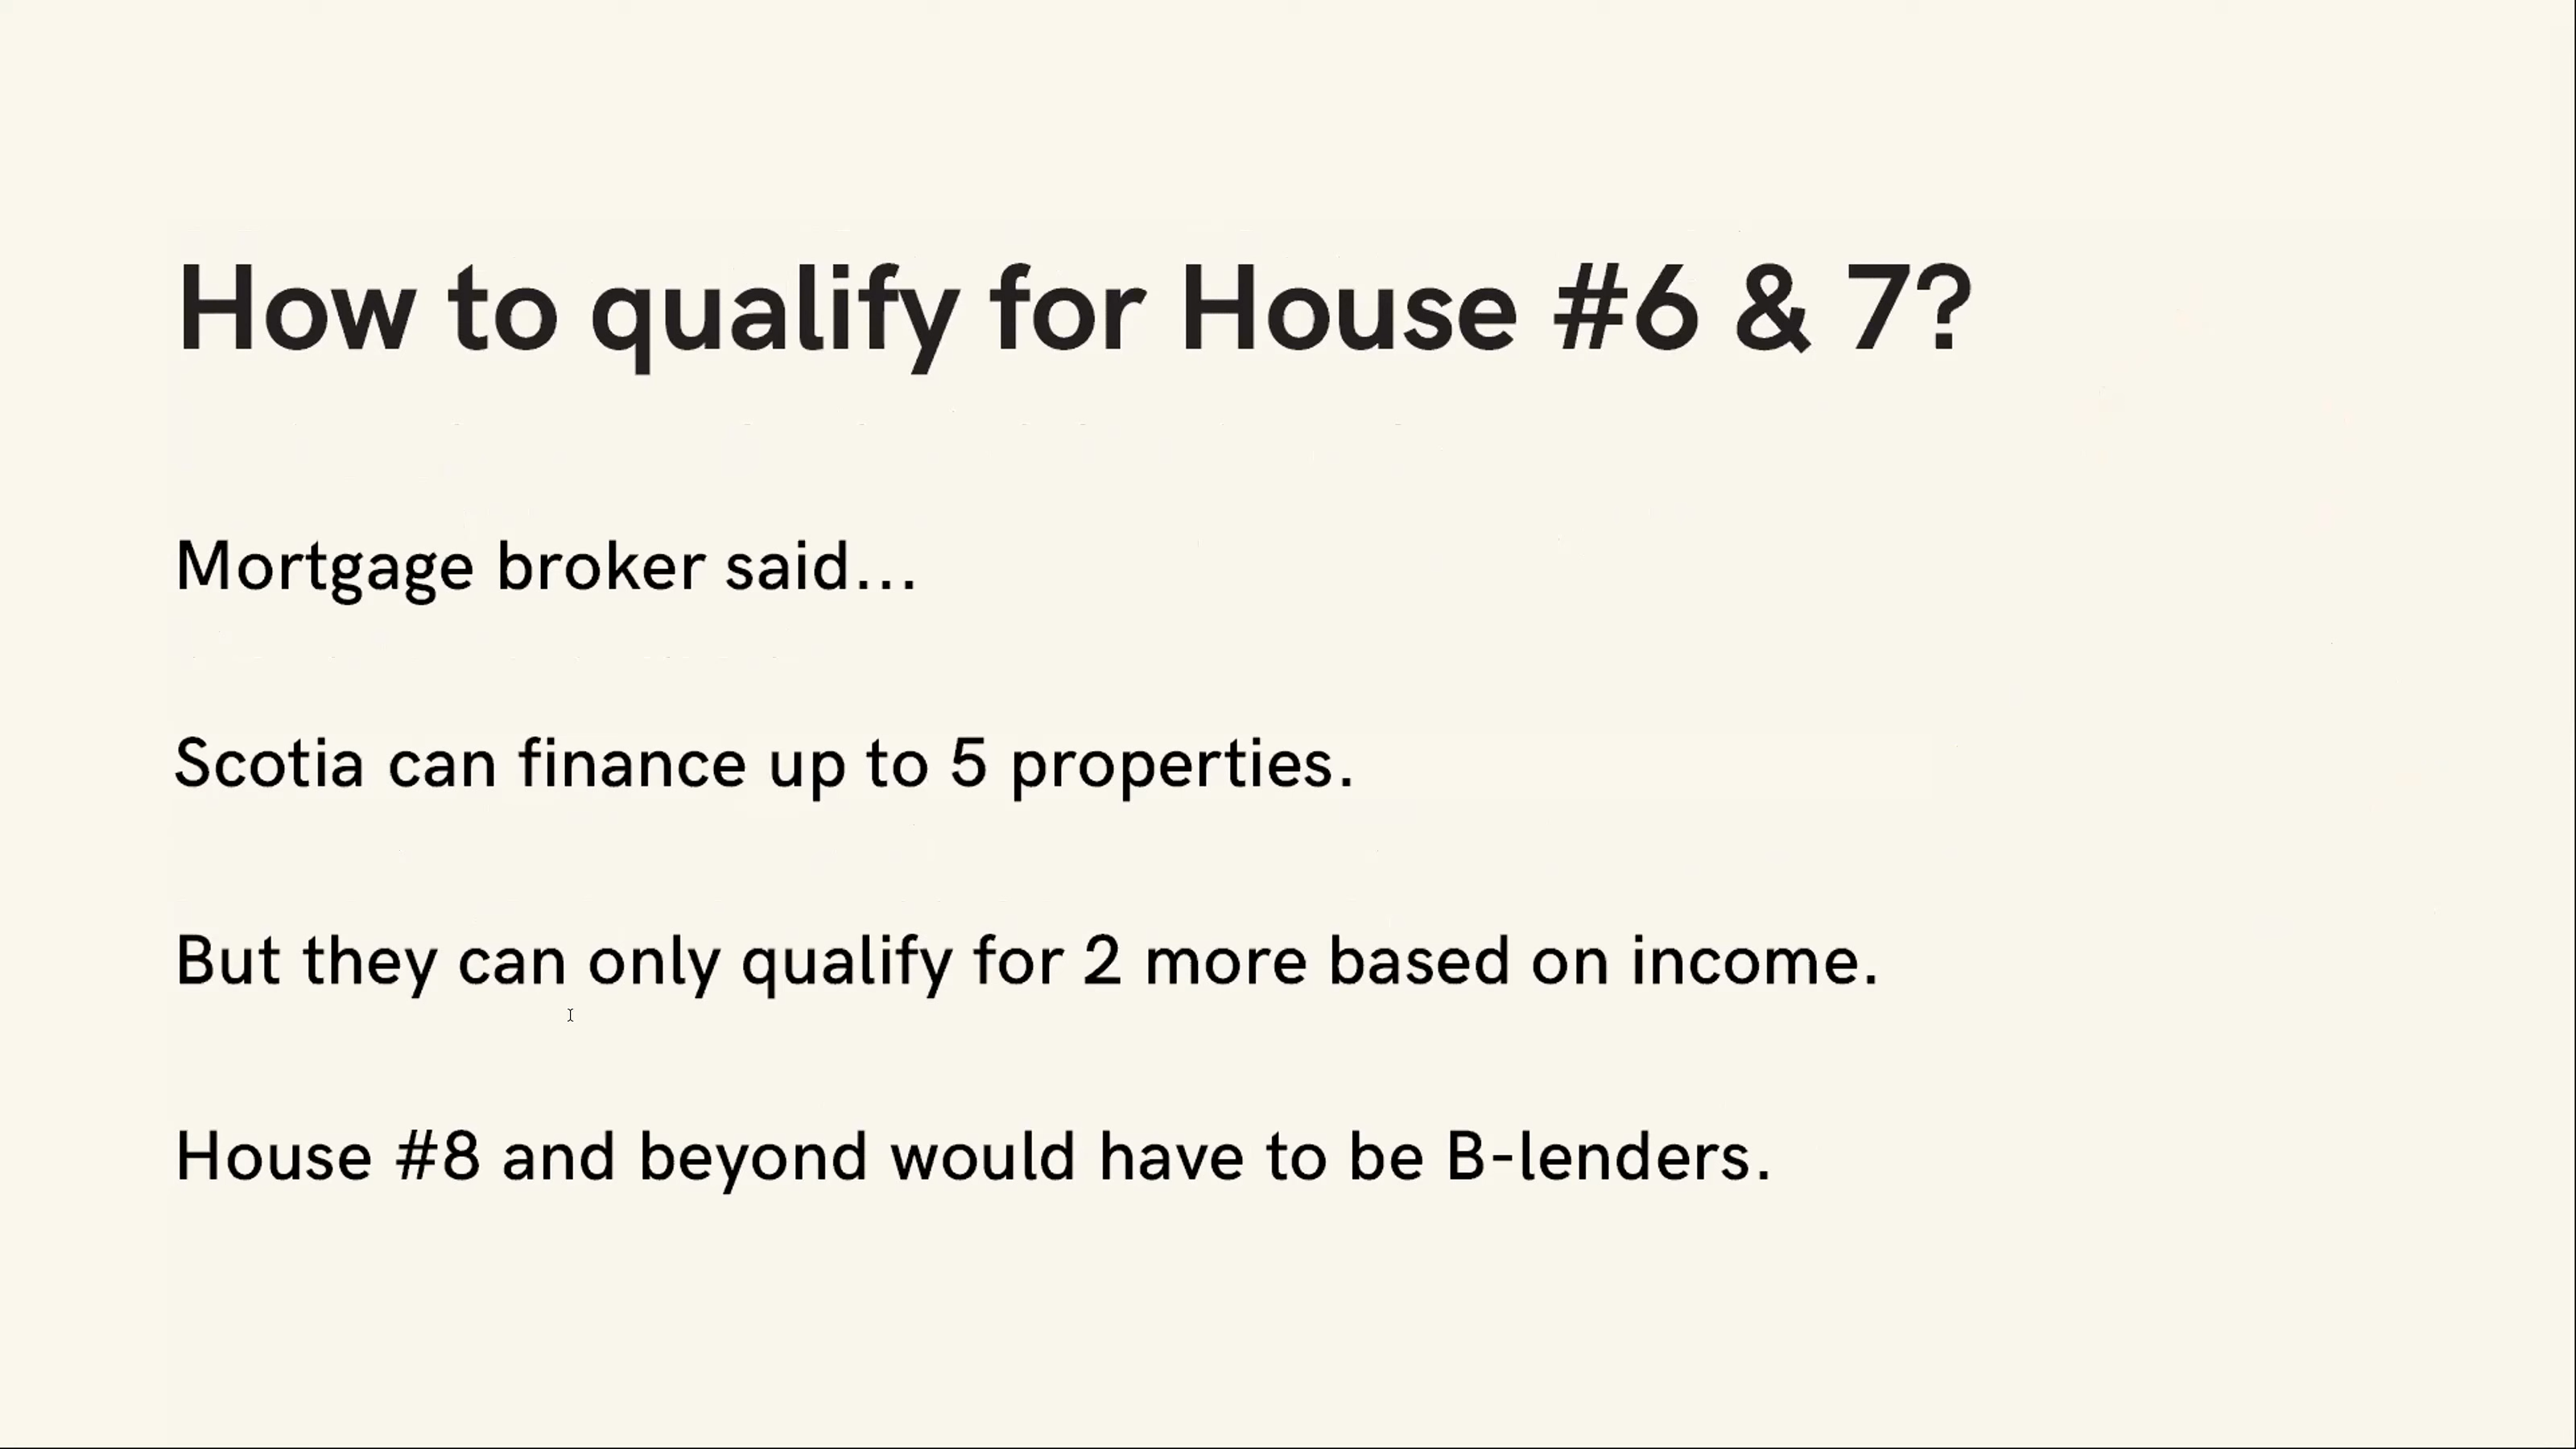 How to qualify for House #6 & 7?
Mortgage broker said...
Scotia can finance up to 5 properties.
But they can only qualify for 2 more based on income.
House #8 and beyond would have to be B-lenders.